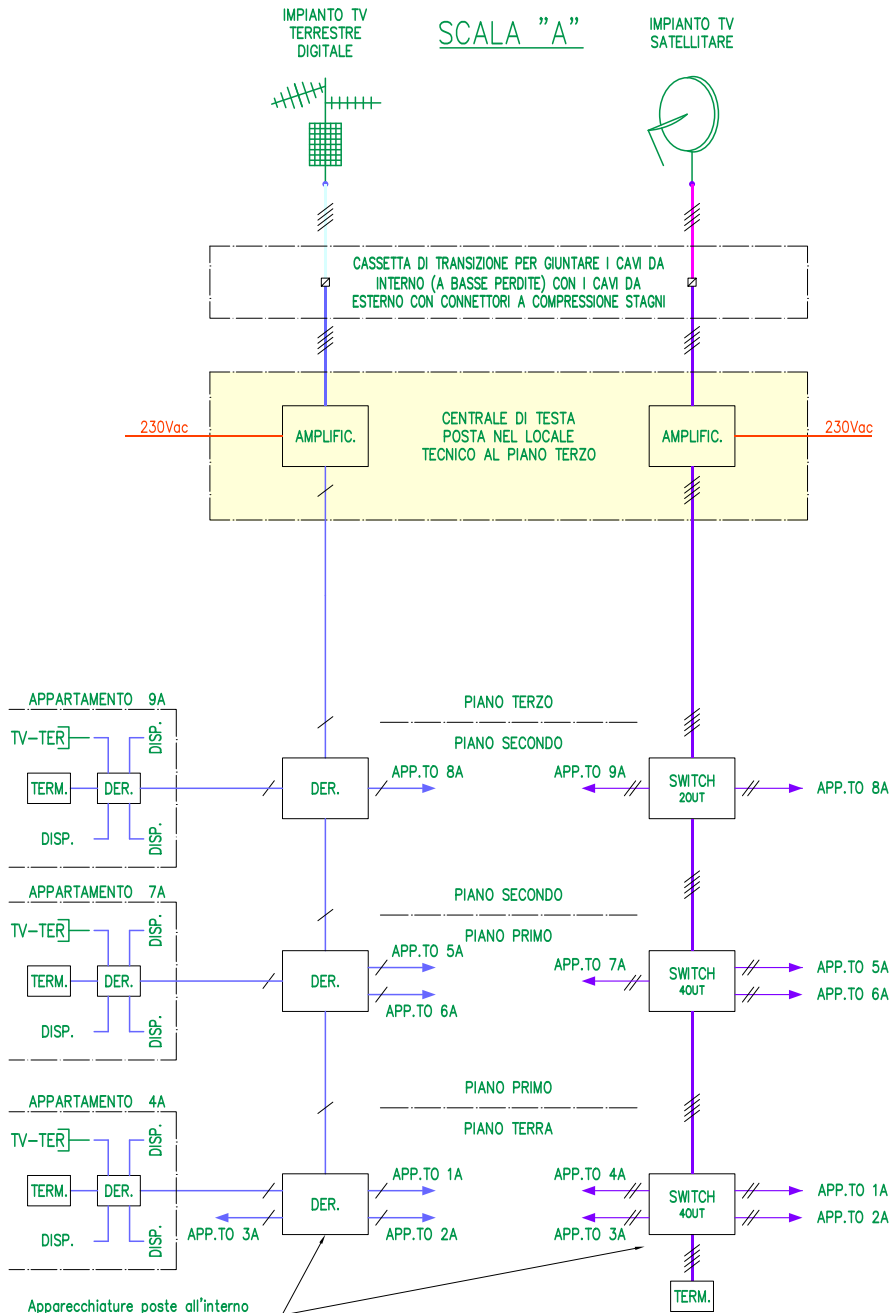 IMPIANTO TV
TERRESTRE
DIGITALE
SCALA "A"
IMPIANTO TV
SATELLITARE
CASSETTA DI TRANSIZIONE PER GIUNTARE I CAVI DA
INTERNO (A BASSE PERDITE) CON I CAVI DA
ESTERNO CON CONNETTORI A COMPRESSIONE STAGNI
230Vac
AMPLIFIC.
CENTRALE DI TESTA
POSTA NEL LOCALE
TECNICO AL PIANO TERZO
AMPLIFIC.
230Vac
APPARTAMENTO 9A
TV-TER
DISP.
TERM.
DER.
DISP.
DISP.
DER.
APP.TO 8A
PIANO TERZO
PIANO SECONDO
APP.TO 9A
SWITCH
2OUT
APP.TO 8A
APPARTAMENTO 7A
TV-TER
DISP.
TERM.
DER.
DISP.
DISP.
DER.
APP.TO 5A
APP.TO 6A
PIANO SECONDO
PIANO PRIMO
APP.TO 7A
SWITCH
4OUT
APP.TO 5A
APP.TO 6A
APPARTAMENTO 4A
TV-TER
DISP.
TERM.
DER.
DISP.
DISP.
APP.TO 3A
DER.
APP.TO 1A
APP.TO 2A
PIANO PRIMO
PIANO TERRA
APP.TO 4A
APP.TO 3A
SWITCH
4OUT
APP.TO 1A
APP.TO 2A
TERM.
Apparecchiature poste all'interno